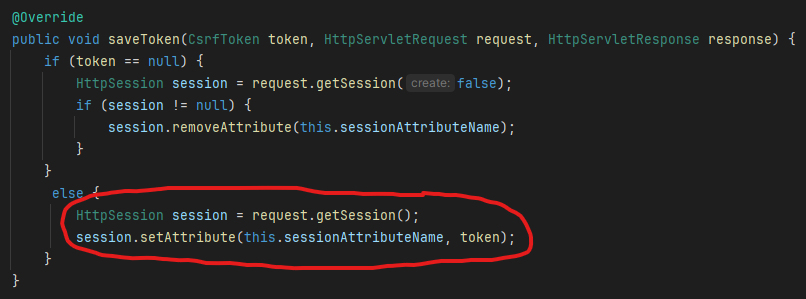 @Override
public void saveToken(CsrfToken token, HttpServletRequest request, HttpServletResponse response) {
if (token == null) {
HttpSession session = request.getSession( create: false);
if (session != null) {
session.removeAttribute(this.sessionAttributeName);
}
}
else {
HttpSession session = request.getSession();
session.setAttribute(this.sessionAttributeName, token);
}
}